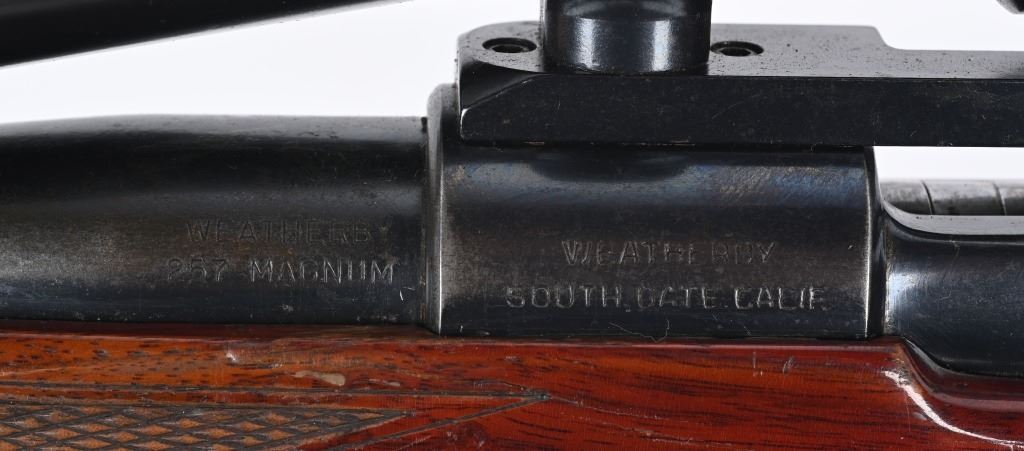 WEATHERBY
257 MAGNUM
WEATHERBY
SOUTH GATE CALIF.